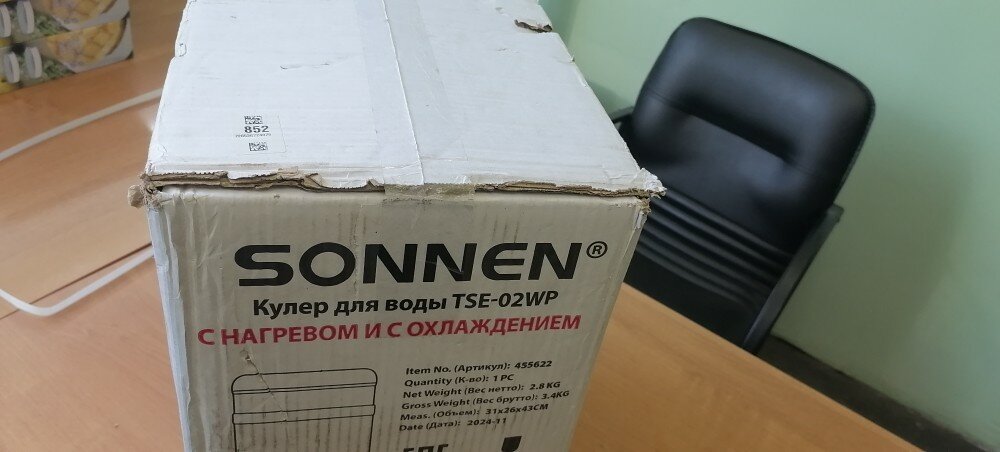 852
SONNEN®
Кулер для воды TSE-02WP
С НАГРЕВОМ И С ОХЛАЖДЕНИЕМ
Item No. (Артикул): 455622
Quantity (К-во): 1 PC
Net Weight (Вес нетто): 2.8 KG
Gross Weight (Вес брутто): 3.4KG
Meas. (Объем): 31x26x43CM
Date (Дата): 2024-11